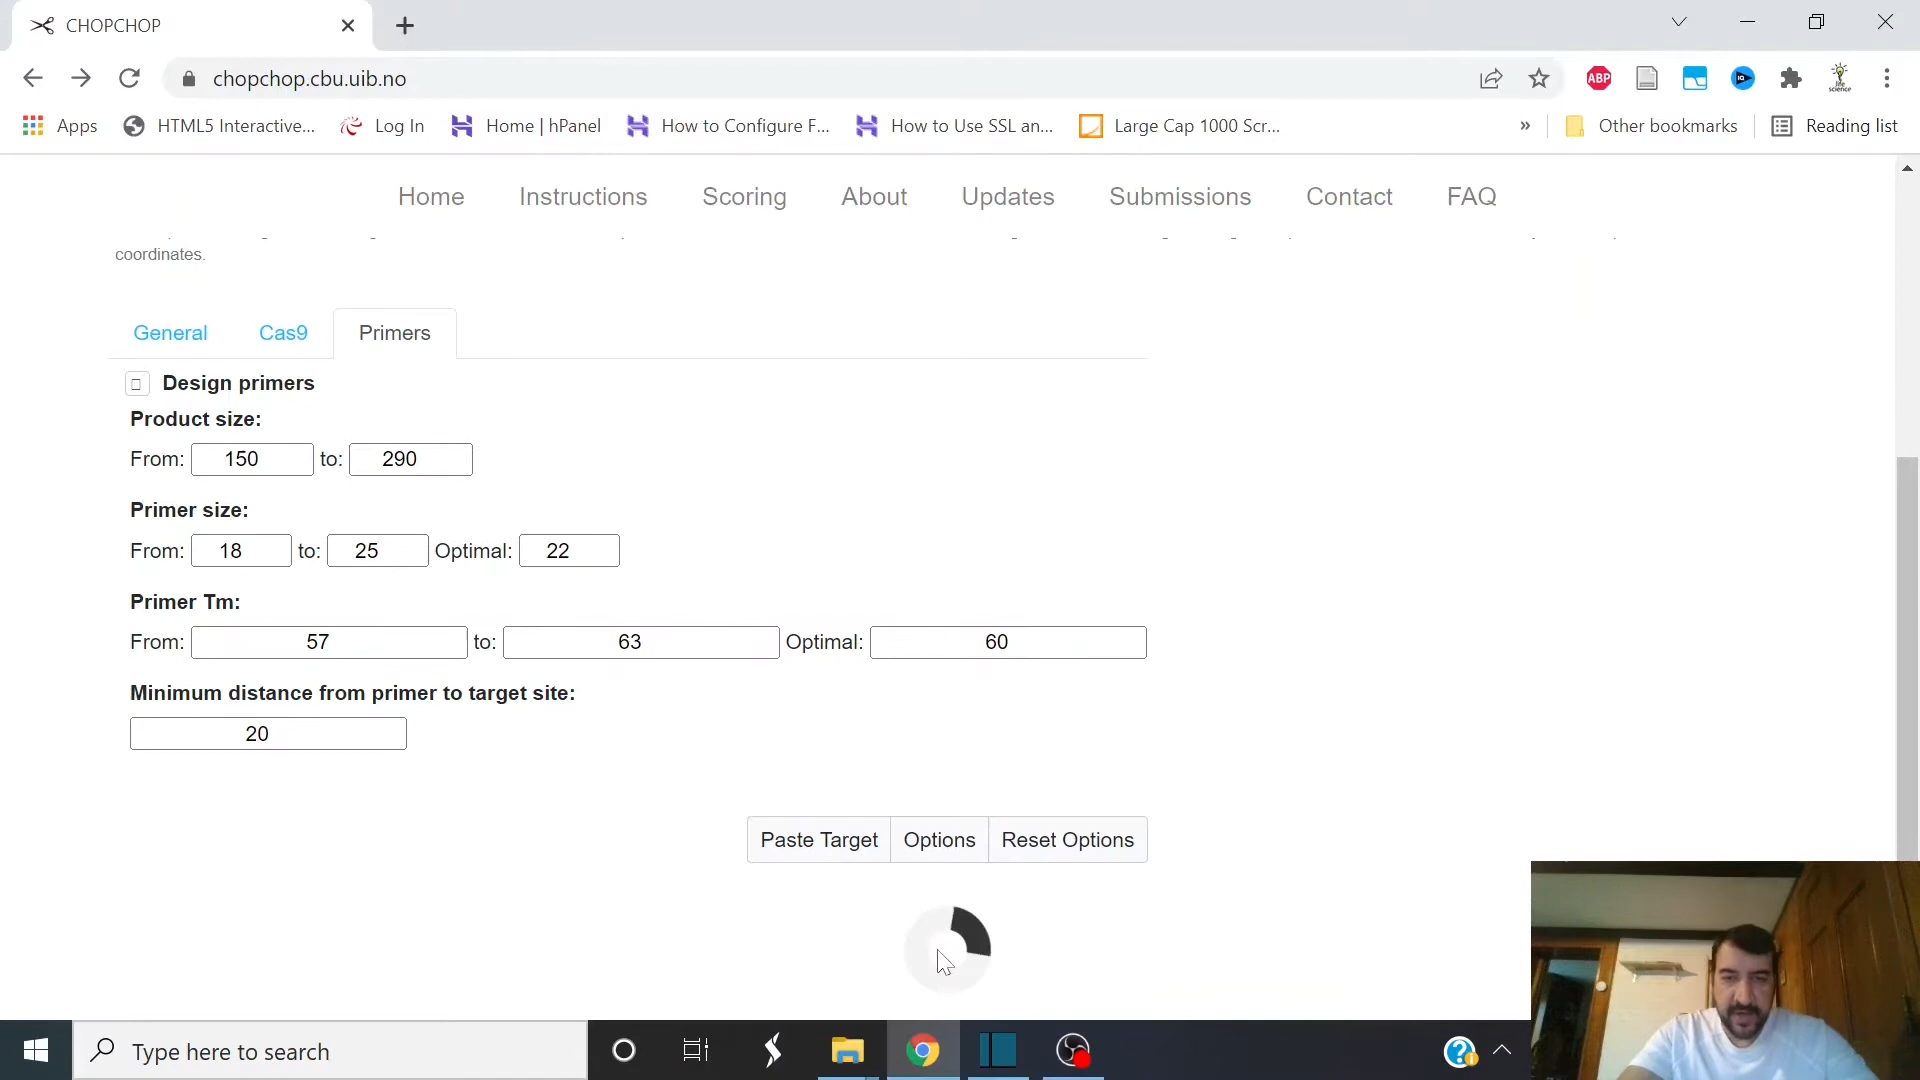 CHOPCHOP
chopchop.cbu.uib.no
ABP
Apps HTML5 Interactive... Log In Home | hPanel How to Configure F... How to Use SSL an... Large Cap 1000 Scr... » Other bookmarks Reading list
Home Instructions Scoring About Updates Submissions Contact FAQ
coordinates.
General Cas9 Primers
Design primers
Product size:
From: 150 to: 290
Primer size:
From: 18 to: 25 Optimal: 22
Primer Tm:
From: 57 to: 63 Optimal: 60
Minimum distance from primer to target site:
20
Paste Target Options Reset Options
Type here to search